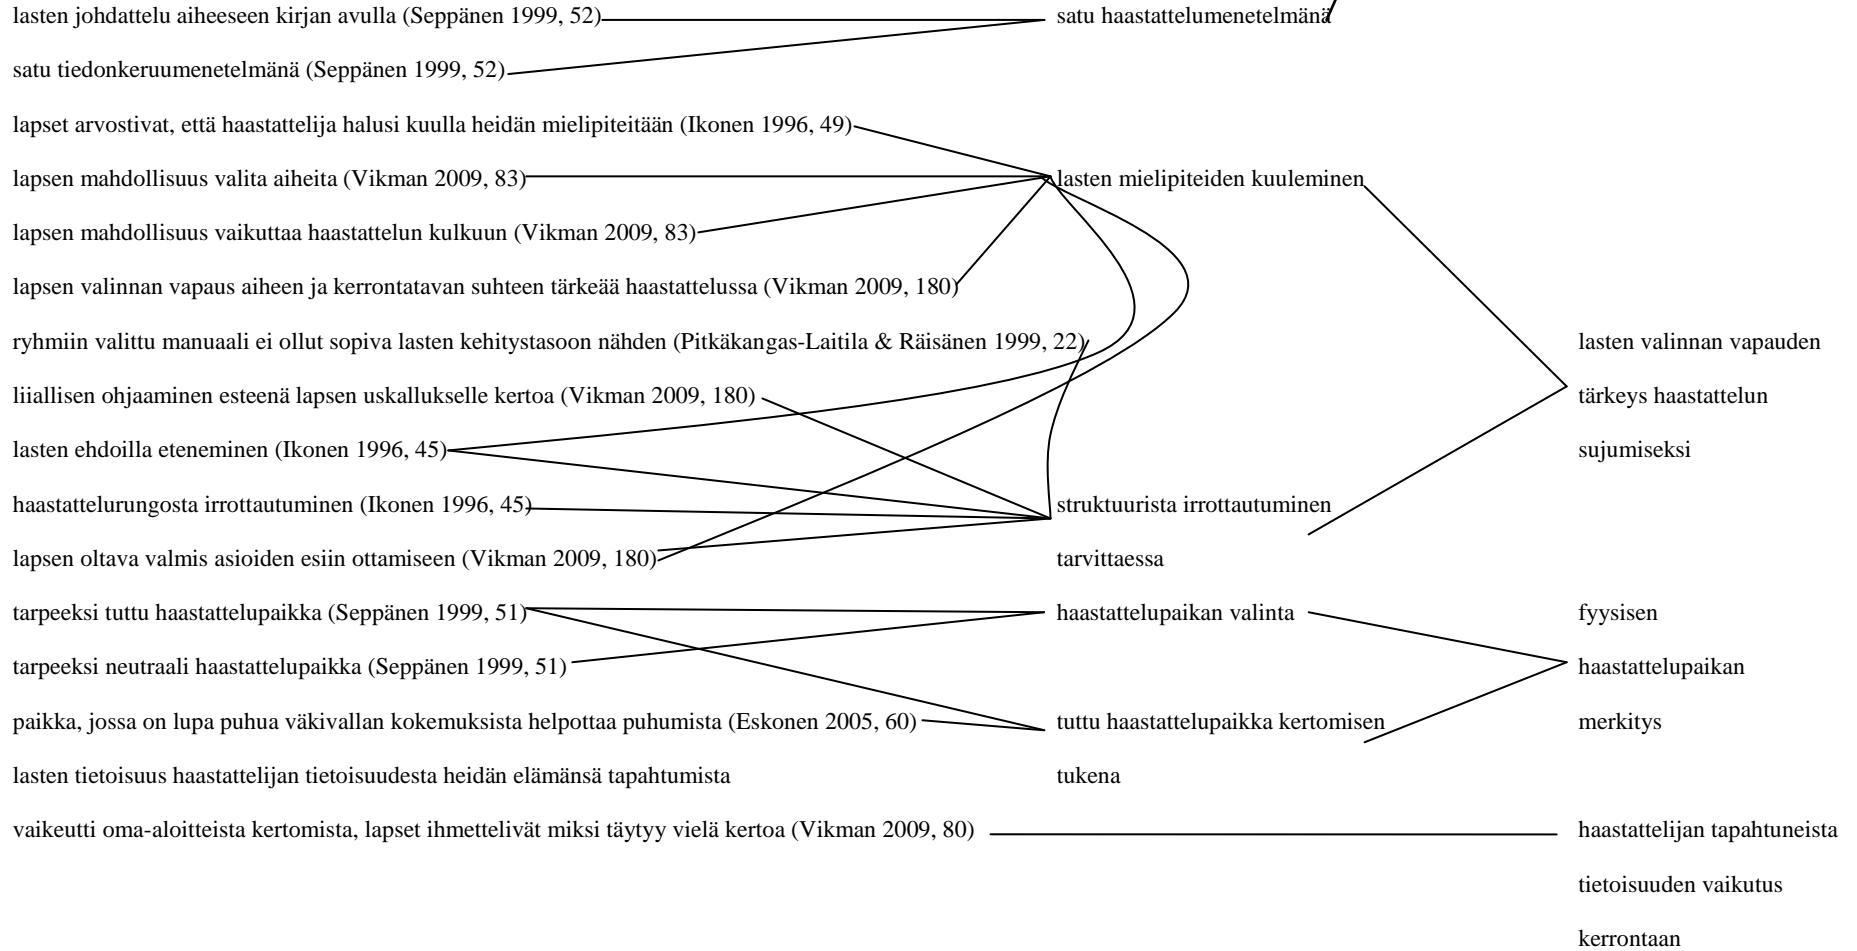 lasten johdattelu aiheeseen kirjan avulla (Seppänen 1999, 52)
satu haastattelumenetelmänä
satu tiedonkeruumenetelmänä (Seppänen 1999, 52)
lapset arvostivat, että haastattelija halusi kuulla heidän mielipiteitään (Ikonen 1996, 49)
lapsen mahdollisuus valita aiheita (Vikman 2009, 83)
lasten mielipiteiden kuuleminen
lapsen mahdollisuus vaikuttaa haastattelun kulkuun (Vikman 2009, 83)
lapsen valinnan vapaus aiheen ja kerrontatavan suhteen tärkeää haastattelussa (Vikman 2009, 180)
ryhmiin valittu manuaali ei ollut sopiva lasten kehitystasoon nähden (Pitkäkangas-Laitila & Räisänen 1999, 22)
lasten valinnan vapauden
liiallisen ohjaaminen esteenä lapsen uskallukselle kertoa (Vikman 2009, 180)
tärkeys haastattelun
lasten ehdoilla eteneminen (Ikonen 1996, 45)
sujumiseksi
haastattelurungosta irrottautuminen (Ikonen 1996, 45)
struktuurista irrottautuminen
lapsen oltava valmis asioiden esiin ottamiseen (Vikman 2009, 180)
tarvittaessa
tarpeeksi tuttu haastattelupaikka (Seppänen 1999, 51)
haastattelupaikan valinta
fyysisen
tarpeeksi neutraali haastattelupaikka (Seppänen 1999, 51)
haastattelupaikan
paikka, jossa on lupa puhua väkivallan kokemuksista helpottaa puhumista (Eskonen 2005, 60)
tuttu haastattelupaikka kertomisen
merkitys
lasten tietoisuus haastattelijan tietoisuudesta heidän elämänsä tapahtumista
tukena
vaikeutti oma-aloitteista kertomista, lapset ihmettelivät miksi täytyy vielä kertoa (Vikman 2009, 80)
haastattelijan tapahtuneista
tietoisuuden vaikutus
kerrontaan